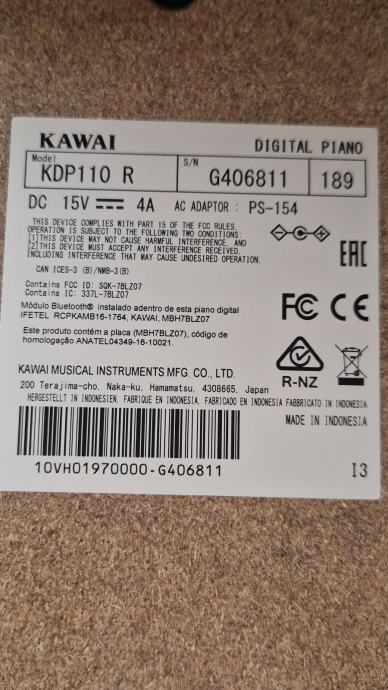 KAWAI
DIGITAL PIANO
Model
KDP110 R
S/N
G406811
189
DC 15V 4A AC ADAPTOR : PS-154
THIS DEVICE COMPLIES WITH PART 15 OF THE FCC RULES.
OPERATION IS SUBJECT TO THE FOLLOWING TWO CONDITIONS:
[1]THIS DEVICE MAY NOT CAUSE HARMFUL INTERFERENCE, AND
[2]THIS DEVICE MUST ACCEPT ANY INTERFERENCE RECEIVED,
INCLUDING INTERFERENCE THAT MAY CAUSE UNDESIRED OPERATION.
EAC
CAN ICES-3 (B)/NMB-3(B)
Contains FCC ID: SQK-7BLZ07
Contains IC: 337L-7BLZ07
FC CE
Módulo Bluetooth® instalado adentro de esta piano digital
IFETEL RCPKAMB16-1764, KAWAI, MBH7BLZ07
Este produto contém a placa (MBH7BLZ07), código de
homologação ANATEL04349-16-10021.
R-NZ
KAWAI MUSICAL INSTRUMENTS MFG. CO., LTD.
200 Terajima-cho, Naka-ku, Hamamatsu, 4308665, Japan
HERGESTELLT IN INDONESIEN, FABRIQUE EN INDONESIE, FABRICADO EN INDONESIA FABBRICATO IN INDONESIA
MADE IN INDONESIA
10VH01970000-G406811
I3